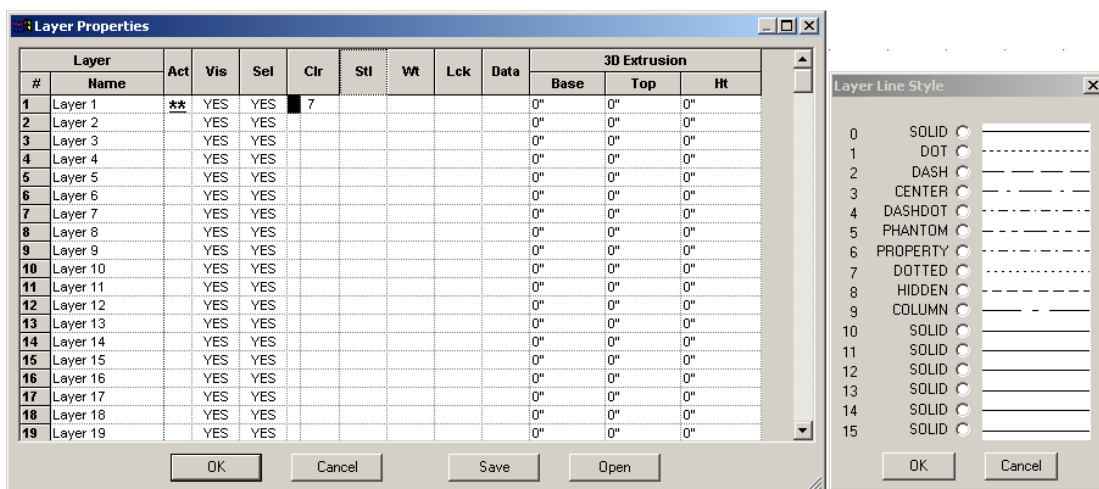 Layer Properties
Layer Act Vis Sel Clr Stl Wt Lck Data 3D Extrusion
# Name Base Top Ht
1 Layer 1 ** YES YES 7 0" 0" 0"
2 Layer 2 YES YES 0" 0" 0"
3 Layer 3 YES YES 0" 0" 0"
4 Layer 4 YES YES 0" 0" 0"
5 Layer 5 YES YES 0" 0" 0"
6 Layer 6 YES YES 0" 0" 0"
7 Layer 7 YES YES 0" 0" 0"
8 Layer 8 YES YES 0" 0" 0"
9 Layer 9 YES YES 0" 0" 0"
10 Layer 10 YES YES 0" 0" 0"
11 Layer 11 YES YES 0" 0" 0"
12 Layer 12 YES YES 0" 0" 0"
13 Layer 13 YES YES 0" 0" 0"
14 Layer 14 YES YES 0" 0" 0"
15 Layer 15 YES YES 0" 0" 0"
16 Layer 16 YES YES 0" 0" 0"
17 Layer 17 YES YES 0" 0" 0"
18 Layer 18 YES YES 0" 0" 0"
19 Layer 19 YES YES 0" 0" 0"
OK Cancel Save Open
Layer Line Style
0 SOLID
1 DOT
2 DASH
3 CENTER
4 DASHDOT
5 PHANTOM
6 PROPERTY
7 DOTTED
8 HIDDEN
9 COLUMN
10 SOLID
11 SOLID
12 SOLID
13 SOLID
14 SOLID
15 SOLID
OK Cancel